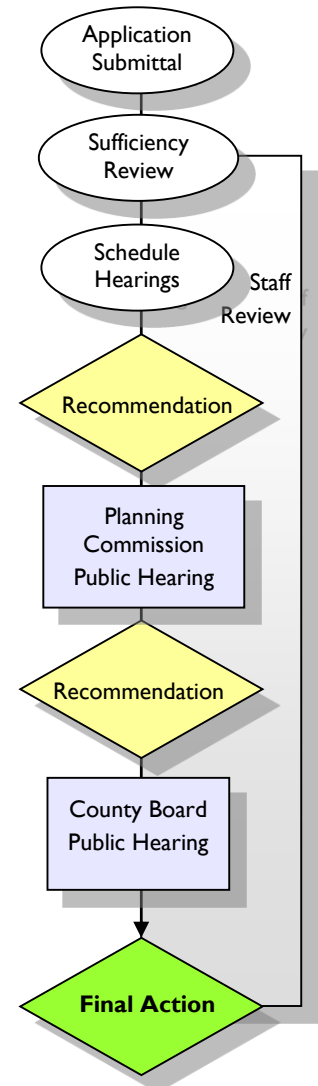 Application
Submittal
Sufficiency
Review
Schedule
Hearings
Staff
Review
Recommendation
Planning
Commission
Public Hearing
Recommendation
County Board
Public Hearing
Final Action